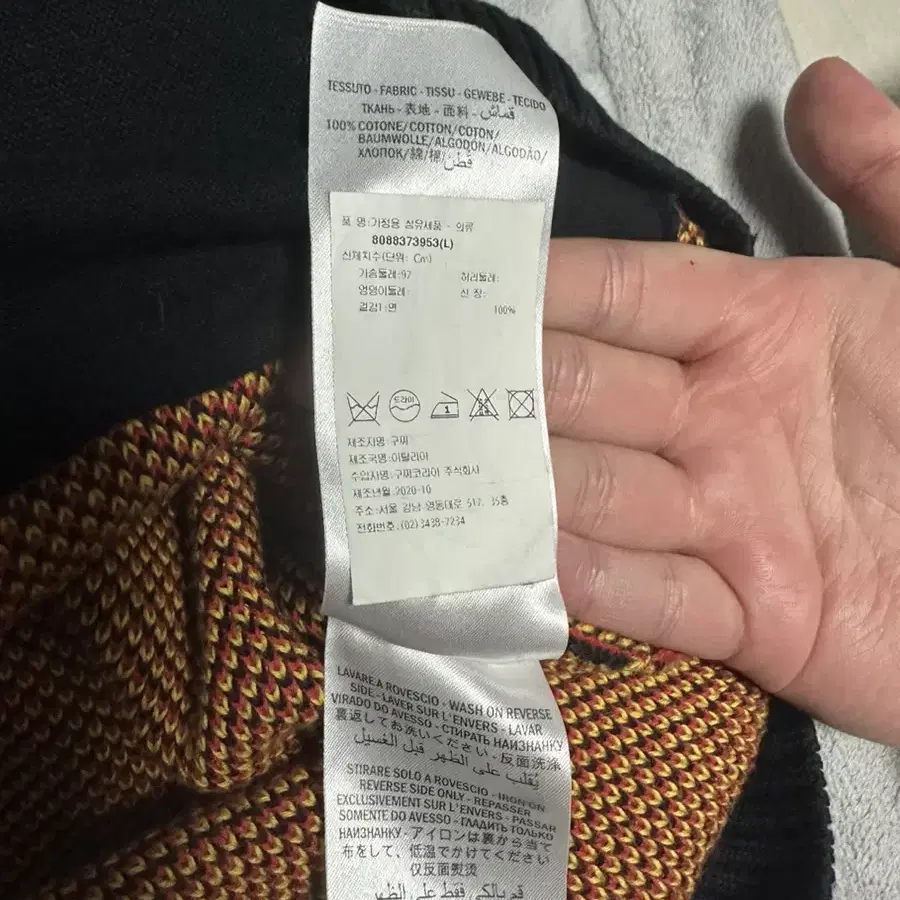 TESSUTO - FABRIC - TISSU - GEWEBE - TECIDO
ТКАНЬ - 表地 - 面料 - قماش
100% COTONE/COTTON/COTON/
BAUMWOLLE/ALGODÓN/ALGODÃO/
ХЛОПОК/綿/棉/قطن
품 명:가정용 섬유제품 - 의류
8088373953(L)
신체치수(단위: Cm)
가슴둘레:97 허리둘레:
엉덩이둘레: 신 장:
겉감1:면 100%
드라이
1
제조자명:구찌
제조국명:이탈리아
수입자명:구찌코리아 주식회사
제조년월:2020-10
주소:서울 강남.영동대로 517. 35층
전화번호:(02)3438-7234
LAVARE A ROVESCIO - WASH ON REVERSE
SIDE - LAVER SUR L'ENVERS - LAVAR
VIRADO DO AVESSO - СТИРАТЬ НАИЗНАНКУ
裏返してお洗いください - 反面洗涤
يُقلب على الظهر قبل الغسيل
STIRARE SOLO A ROVESCIO - IRON ON
REVERSE SIDE ONLY - REPASSER
EXCLUSIVEMENT SUR L'ENVERS - PASSAR
SOMENTE DO AVESSO - ГЛАДИТЬ ТОЛЬКО
НАИЗНАНКУ - アイロンは裏から当て
布をして、低温でかけてください
仅反面熨烫
فقط على الظهر